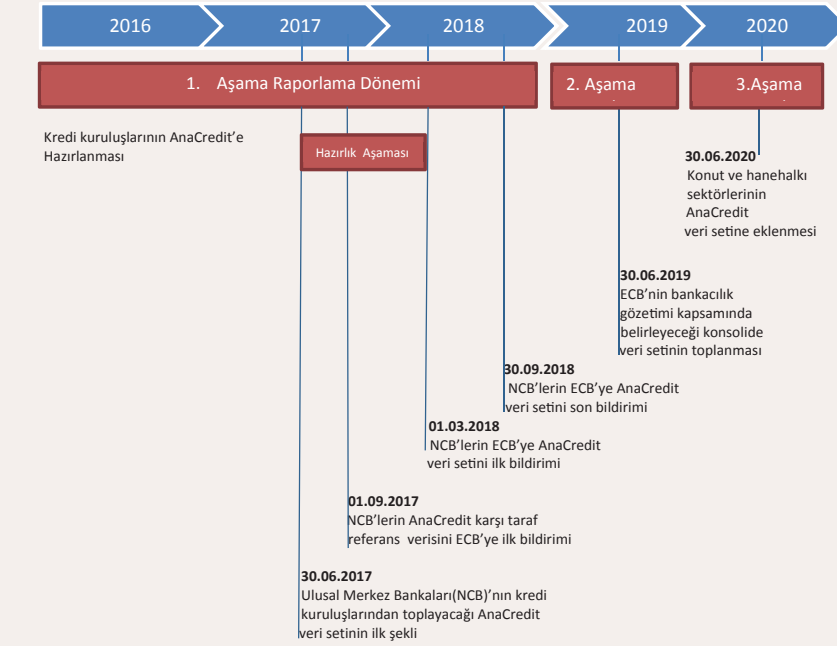 2016
2017
2018
2019
2020
1. Aşama Raporlama Dönemi
2. Aşama
3.Aşama
Kredi kuruluşlarının AnaCredit’e
Hazırlanması
Hazırlık Aşaması
30.06.2020
Konut ve hanehalkı
sektörlerinin
AnaCredit
veri setine eklenmesi
30.06.2019
ECB’nin bankacılık
gözetimi kapsamında
belirleyeceği konsolide
veri setinin toplanması
30.09.2018
NCB’lerin ECB’ye AnaCredit
veri setini son bildirimi
01.03.2018
NCB’lerin ECB’ye AnaCredit
veri setini ilk bildirimi
01.09.2017
NCB’lerin AnaCredit karşı taraf
referans verisini ECB’ye ilk bildirimi
30.06.2017
Ulusal Merkez Bankaları(NCB)’nın kredi
kuruluşlarından toplayacağı AnaCredit
veri setinin ilk şekli